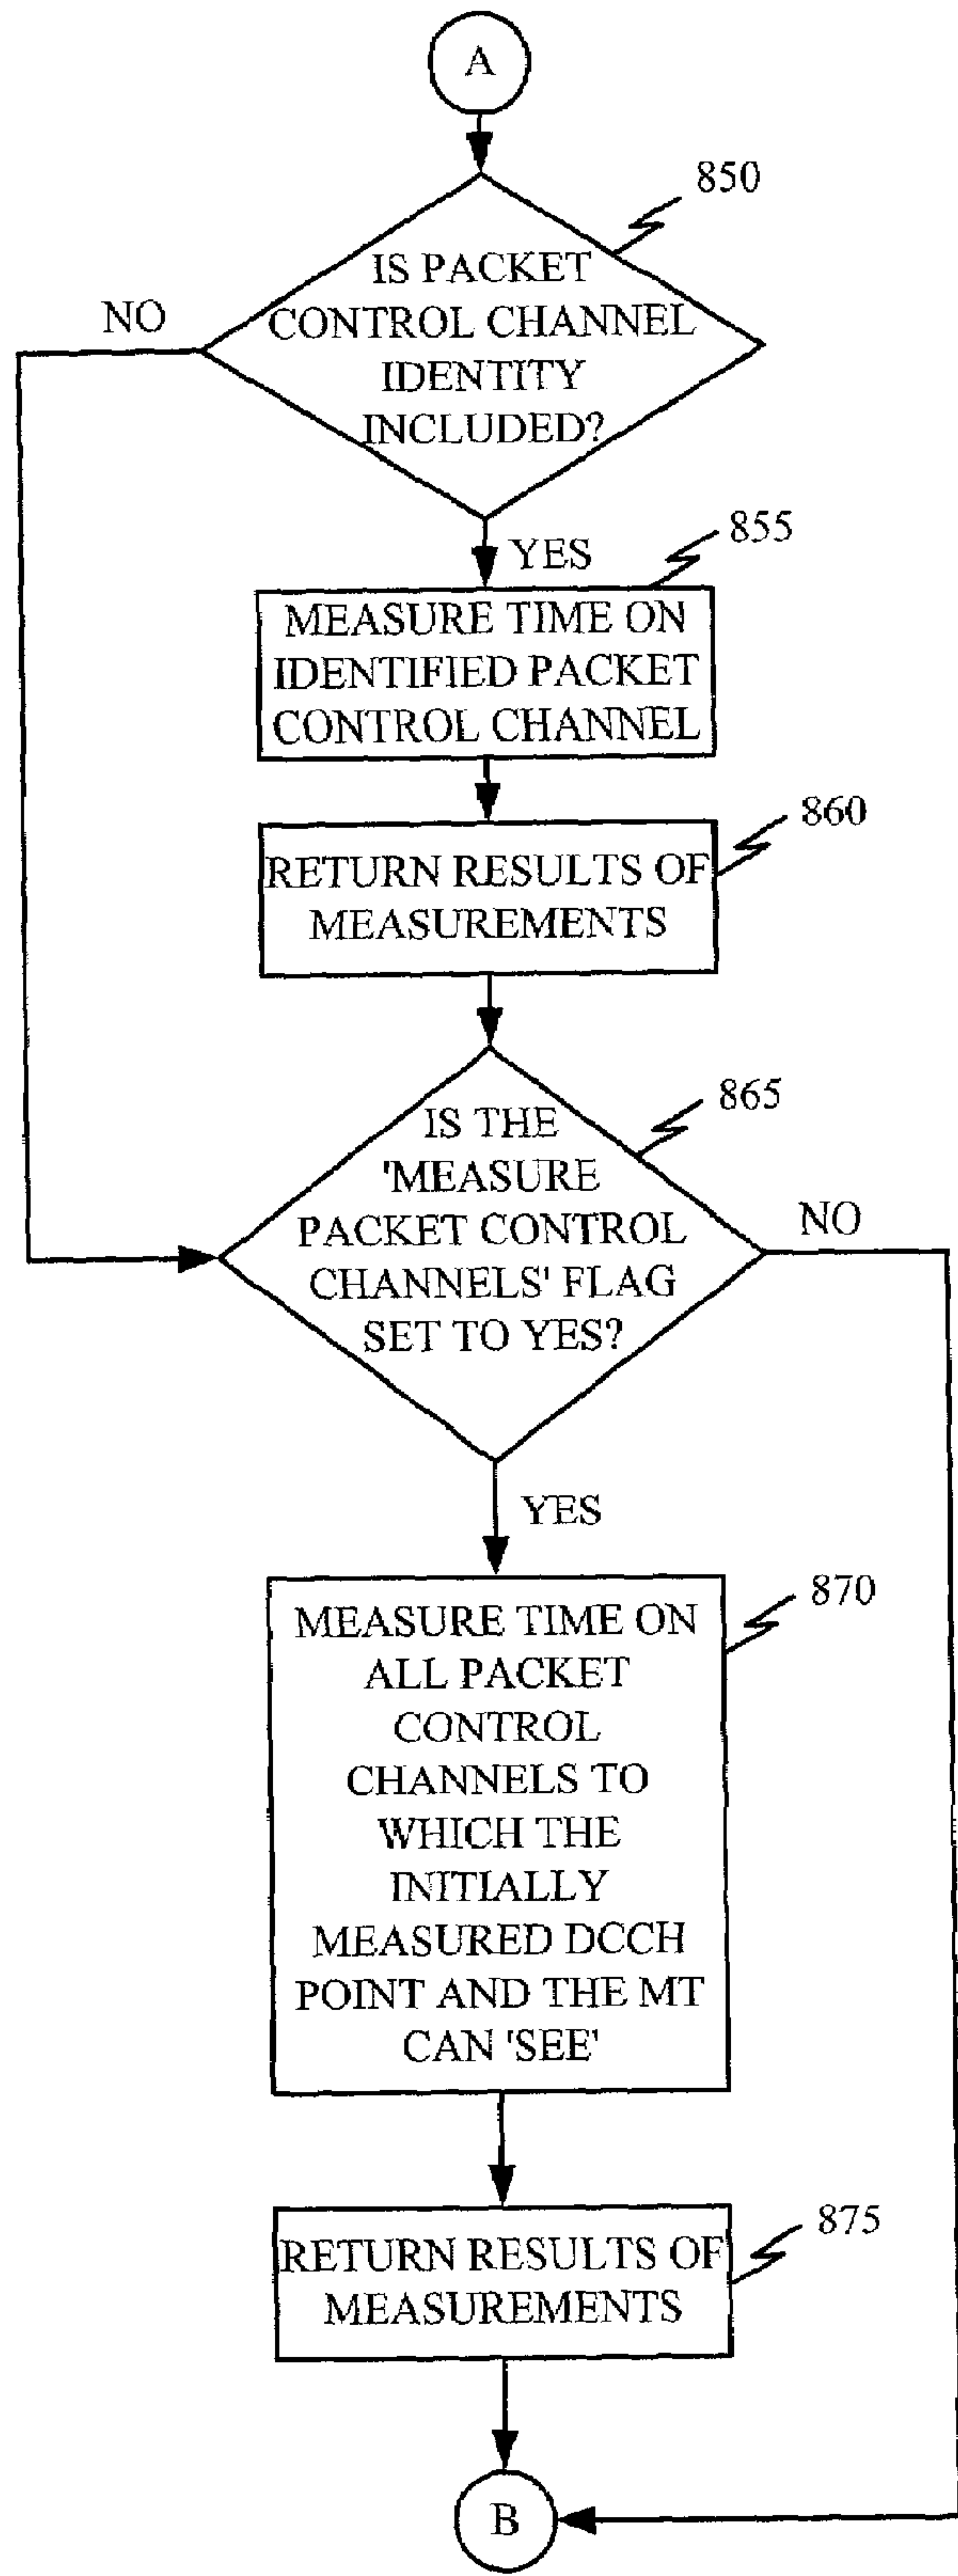 A
850
IS PACKET
CONTROL CHANNEL
IDENTITY
INCLUDED?
NO
YES
855
MEASURE TIME ON
IDENTIFIED PACKET
CONTROL CHANNEL
860
RETURN RESULTS OF
MEASUREMENTS
865
IS THE
'MEASURE
PACKET CONTROL
CHANNELS' FLAG
SET TO YES?
NO
YES
870
MEASURE TIME ON
ALL PACKET
CONTROL
CHANNELS TO
WHICH THE
INITIALLY
MEASURED DCCH
POINT AND THE MT
CAN 'SEE'
875
RETURN RESULTS OF
MEASUREMENTS
B